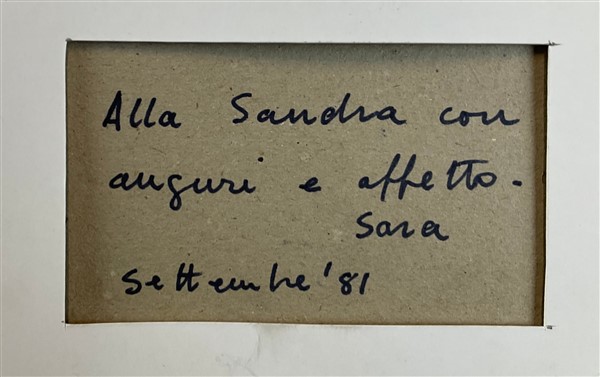 Alla Sandra con
auguri e affetto.
Sara
Settembre '81